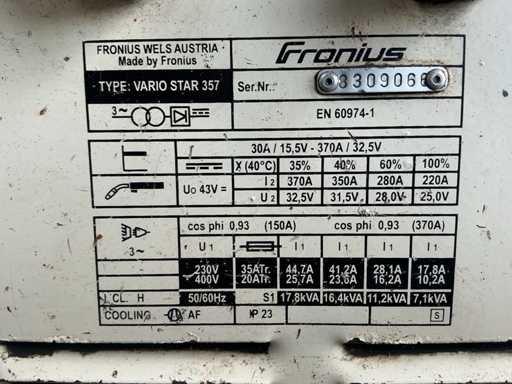 FRONIUS WELS AUSTRIA
Made by Fronius
Fronius
TYPE: VARIO STAR 357
Ser.Nr.:
3~
EN 60974-1
30A / 15,5V - 370A / 32,5V
X (40°C) 35% 40% 60% 100%
U0 43V = I2 370A 350A 280A 220A
U2 32,5V 31,5V 28,0V 25,0V
cos phi 0,93 (150A) cos phi 0,93 (370A)
3~ U1 I1 I1 I1 I1
230V 35ATr. 44,7A 41,2A 28,1A 17,8A
400V 20ATr. 25,7A 23,6A 16,2A 10,2A
I. CL. H 50/60Hz S1 17,8kVA 16,4kVA 11,2kVA 7,1kVA
COOLING AF IP 23 S